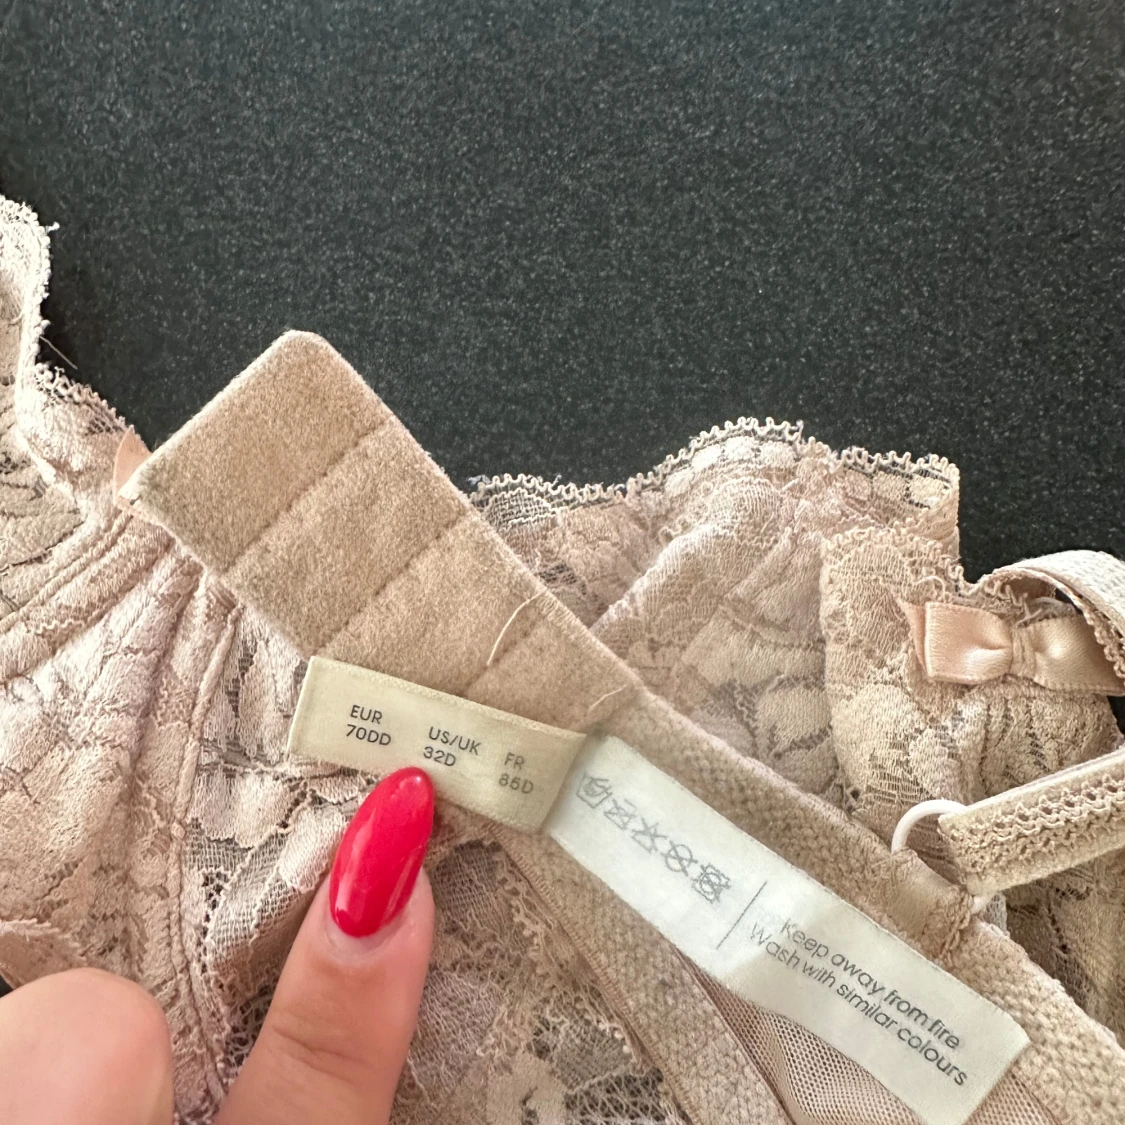 EUR
70DD
US/UK
32D
FR
85D
Keep away from fire
Wash with similar colours